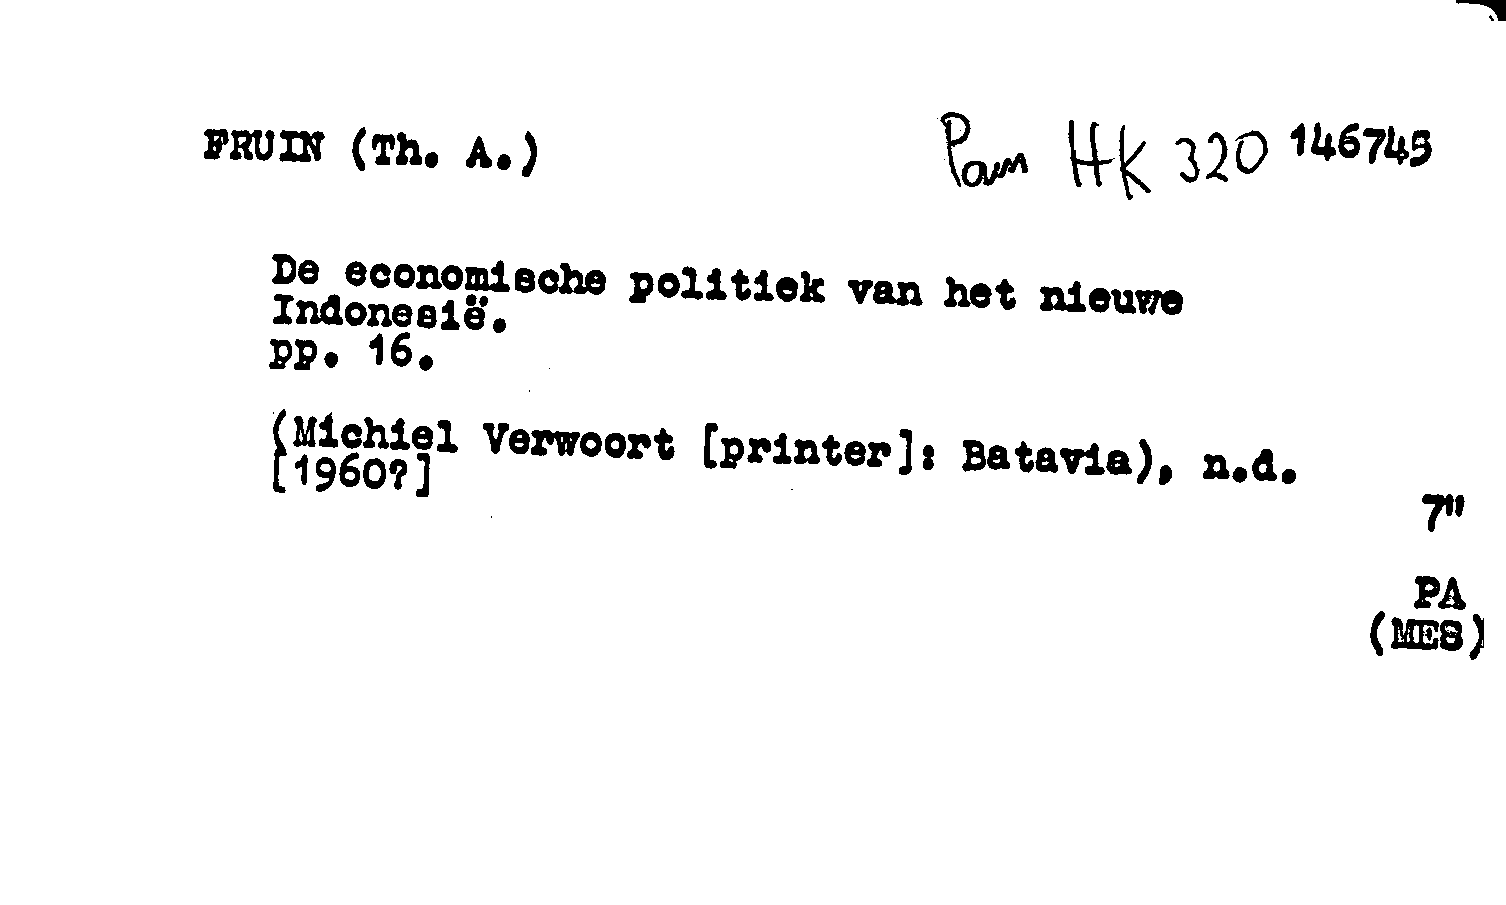 FRUIN (Th. A.) Pam HK 320 146745
De economische politiek van het nieuwe
Indonesië.
pp. 16.
(Michiel Verwoort [printer]: Batavia), n.d.
[1960?]
7"
PA
(MES)